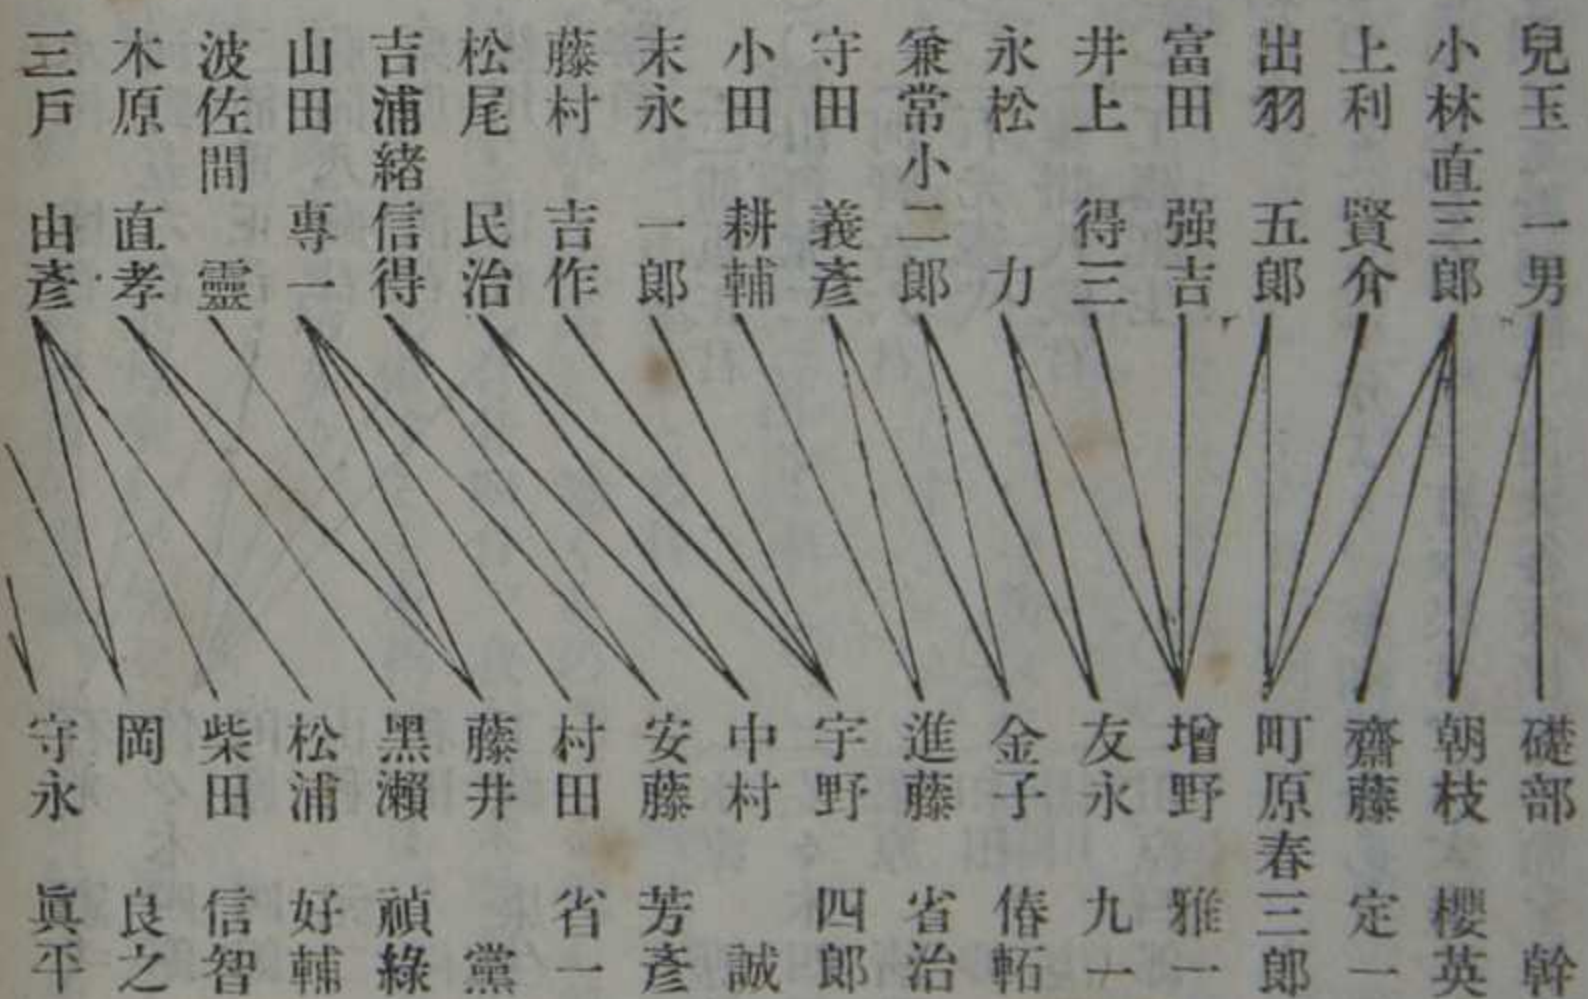 兒玉一男
小林直三郎
上利賢介
出羽五郎
富田强吉
井上得三
永松力
兼常小二郎
守田義彥
小田耕輔
末永一郎
藤村吉作
松尾民治
吉浦緒信得
山田專一
波佐間靈
木原直孝
三戶由彥
礎部幹
朝枝櫻英
齋藤定一
町原春三郎
增野雅一
友永九十
金子偆䡖
進藤省治
宇野四郎
中村誠
安藤芳彥
村田省一
藤井黨
黑瀨禎綠
松浦好輔
柴田信智
岡良之
守永眞平